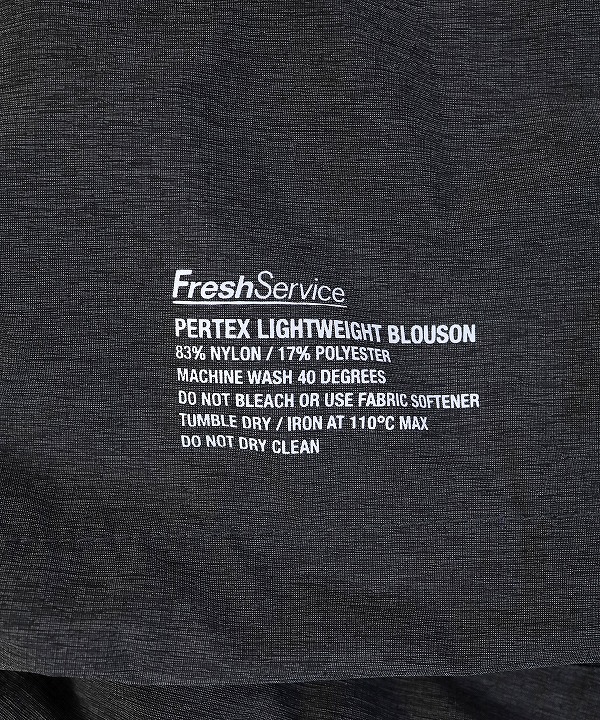 FreshService
PERTEX LIGHTWEIGHT BLOUSON
83% NYLON / 17% POLYESTER
MACHINE WASH 40 DEGREES
DO NOT BLEACH OR USE FABRIC SOFTENER
TUMBLE DRY / IRON AT 110°C MAX
DO NOT DRY CLEAN